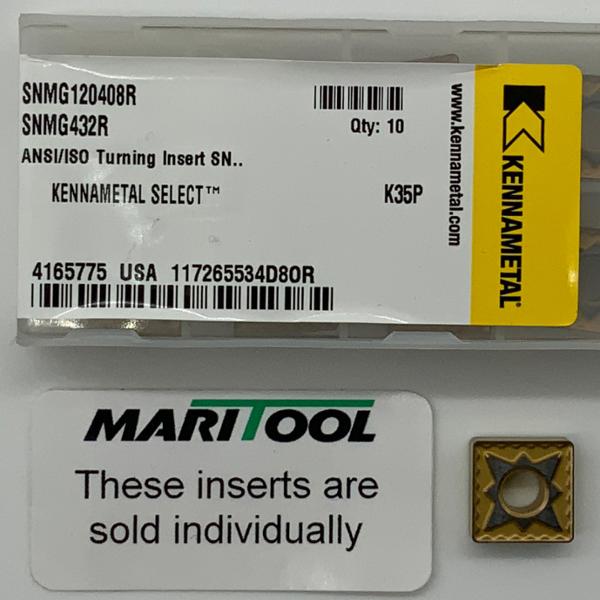 SNMG120408R
SNMG432R
Qty: 10
ANSI/ISO Turning Insert SN..
KENNAMETAL SELECT™
K35P
4165775 USA 117265534D8OR
www.kennametal.com
KENNAMETAL
MARITOOL
These inserts are
sold individually